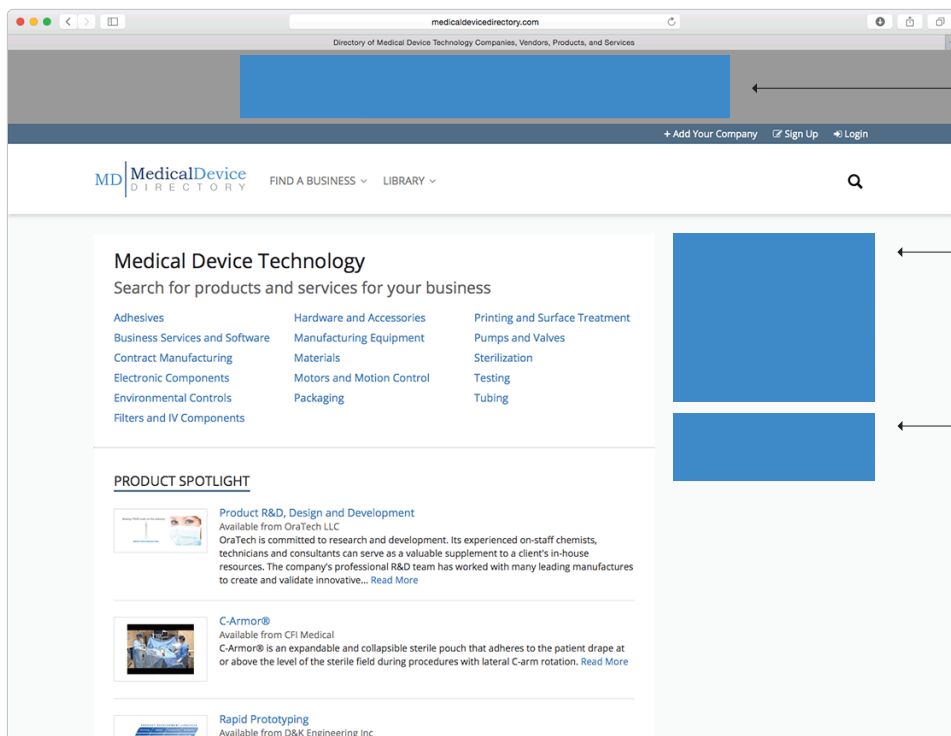 medicaldevicedirectory.com
Directory of Medical Device Technology Companies, Vendors, Products, and Services
+ Add Your Company Sign Up Login
MD MedicalDevice
DIRECTORY
FIND A BUSINESS LIBRARY
Medical Device Technology
Search for products and services for your business
Adhesives Hardware and Accessories Printing and Surface Treatment
Business Services and Software Manufacturing Equipment Pumps and Valves
Contract Manufacturing Materials Sterilization
Electronic Components Motors and Motion Control Testing
Environmental Controls Packaging Tubing
Filters and IV Components
PRODUCT SPOTLIGHT
Product R&D, Design and Development
Available from OraTech LLC
OraTech is committed to research and development. Its experienced on-staff chemists,
technicians and consultants can serve as a valuable supplement to a client's in-house
resources. The company's professional R&D team has worked with many leading manufactures
to create and validate innovative... Read More
C-Armor®
Available from CFI Medical
C-Armor® is an expandable and collapsible sterile pouch that adheres to the patient drape at
or above the level of the sterile field during procedures with lateral C-arm rotation. Read More
Rapid Prototyping
Available from D&K Engineering Inc